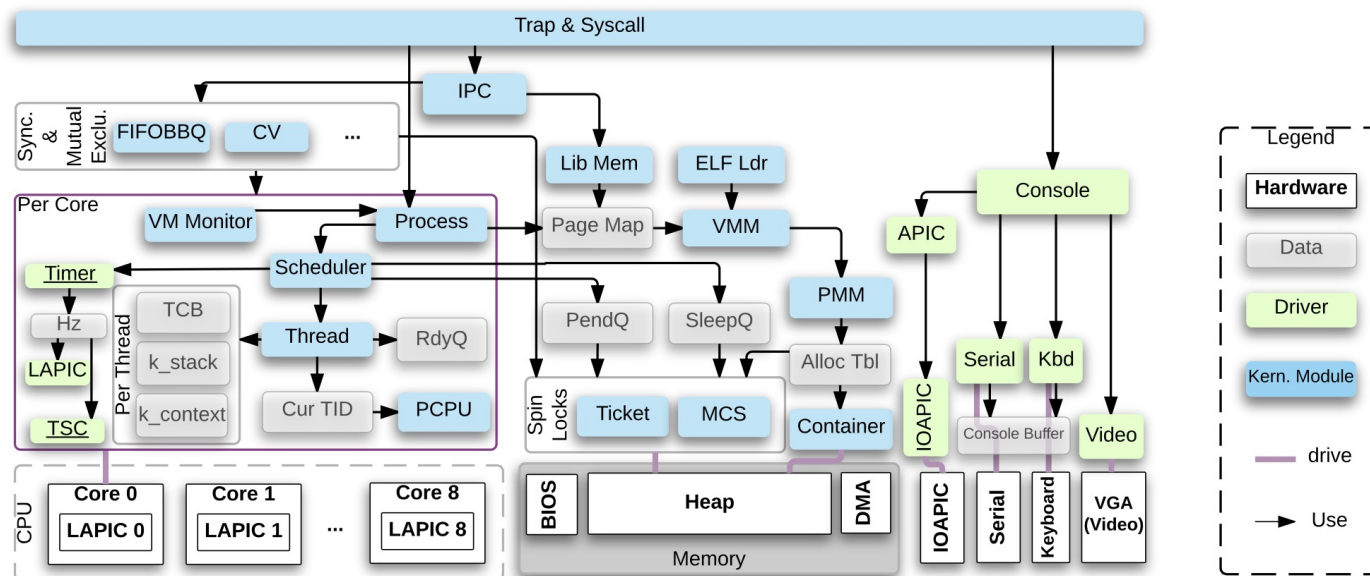 Trap & Syscall
IPC
Sync.
&
Mutual
Exclu.
FIFOBBQ
CV
...
Lib Mem
ELF Ldr
Per Core
VM Monitor
Process
Page Map
VMM
Console
APIC
Timer
Scheduler
PMM
Hz
Per Thread
TCB
Thread
RdyQ
PendQ
SleepQ
LAPIC
k_stack
Alloc Tbl
Serial
Kbd
TSC
k_context
Cur TID
PCPU
Spin
Locks
Ticket
MCS
Container
IOAPIC
Console Buffer
Video
CPU
Core 0
LAPIC 0
Core 1
LAPIC 1
...
Core 8
LAPIC 8
BIOS
Heap
DMA
Memory
IOAPIC
Serial
Keyboard
VGA
(Video)
Legend
Hardware
Data
Driver
Kern. Module
drive
Use